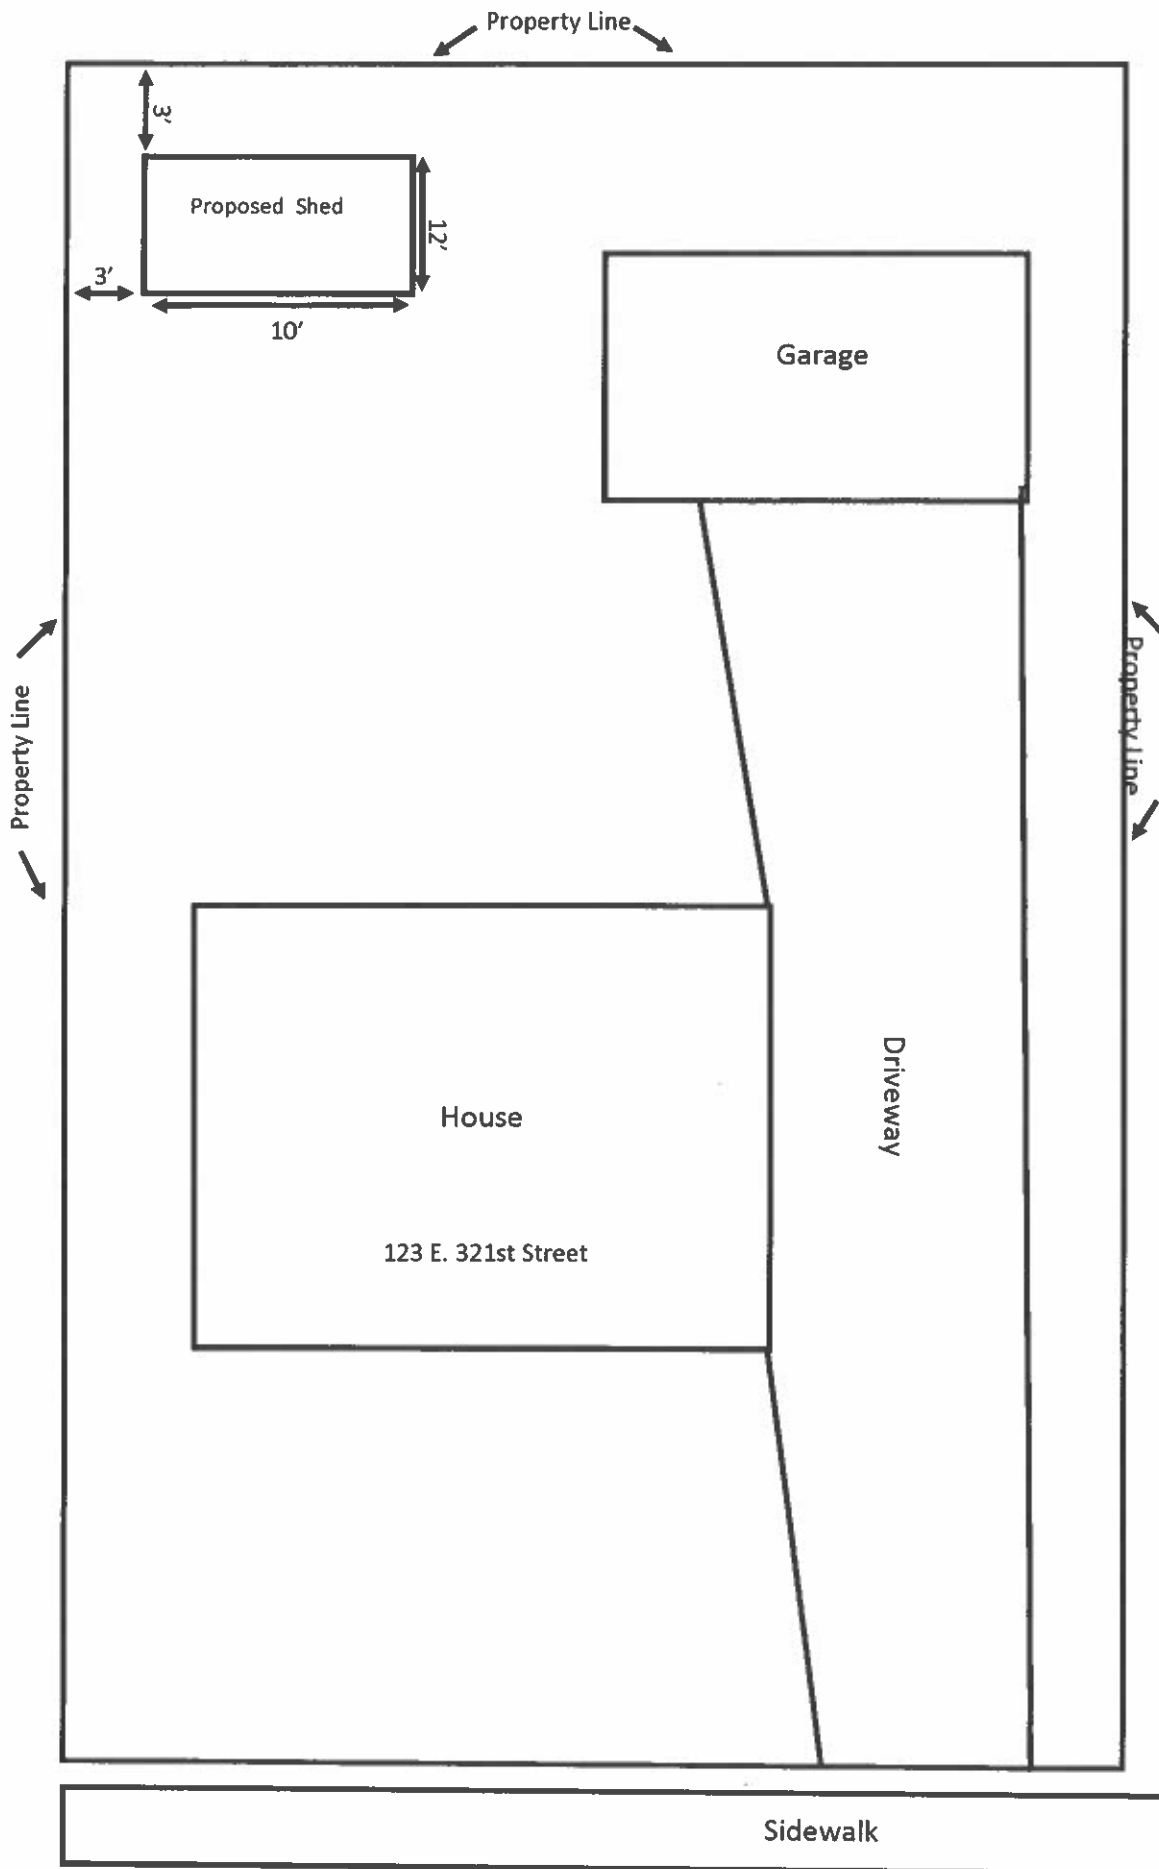 Property Line
3'
Proposed Shed
12'
3'
10'
Garage
Property Line
Property Line
Driveway
House
123 E. 321st Street
Sidewalk